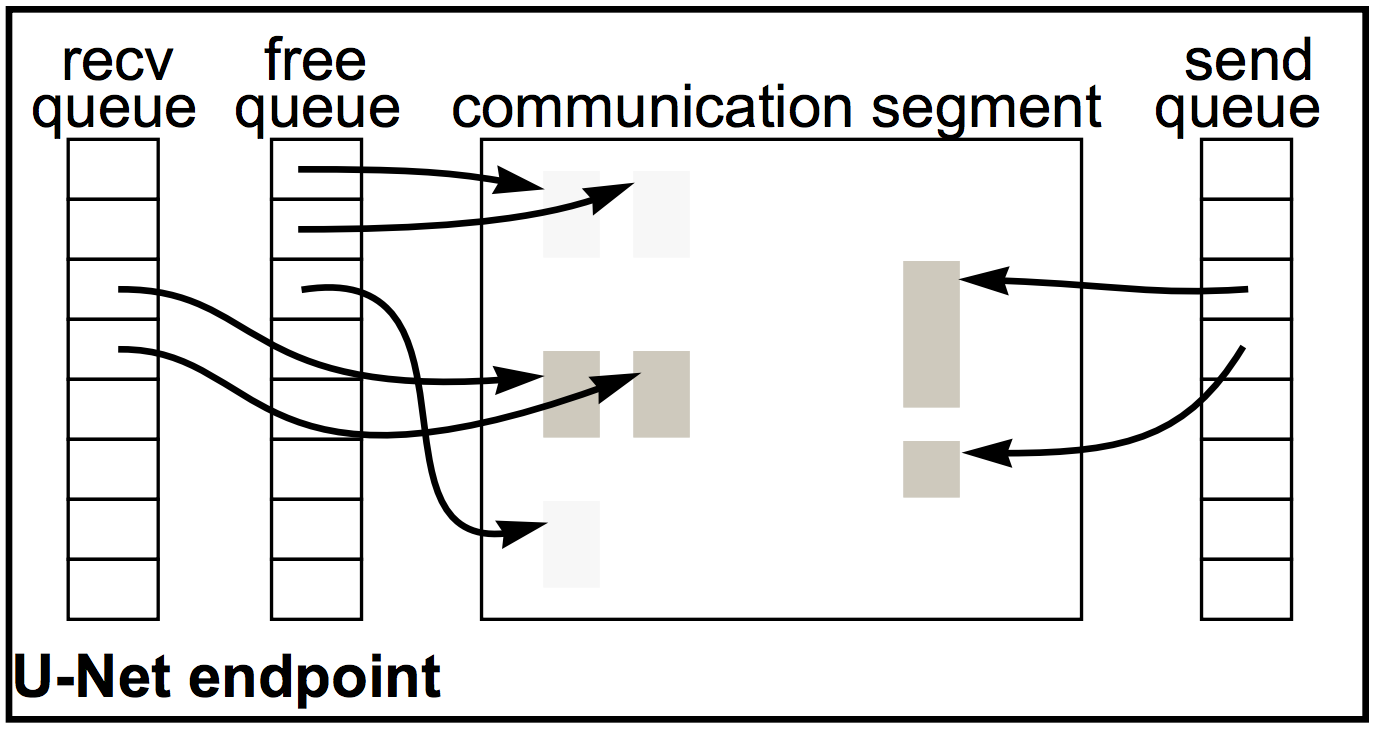 recv
queue
free
queue
communication segment
send
queue
U-Net endpoint